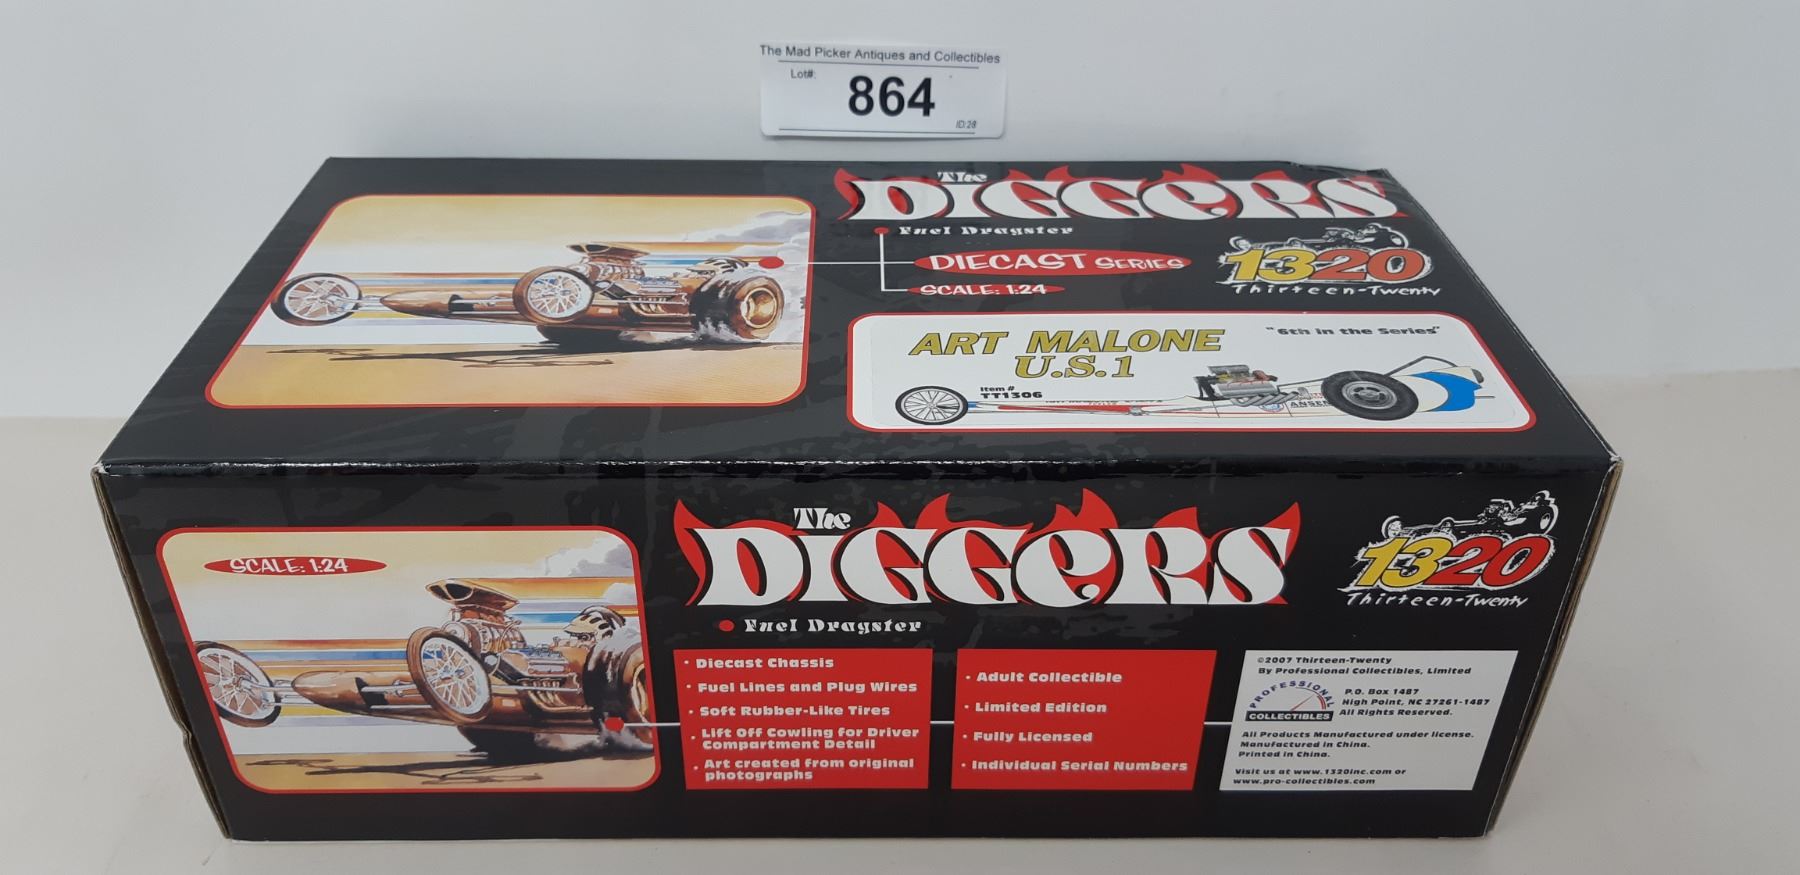 The Mad Picker Antiques and Collectibles
Lot#:
864
ID:28
The
DIGGERS
Fuel Dragster
DIECAST SERIES
SCALE: 1:24
1320
Thirteen-Twenty
ART MALONE
U.S.1
"6th in the Series"
Item #
TT1306
SCALE: 1:24
The
DIGGERS
Fuel Dragster
1320
Thirteen-Twenty
· Diecast Chassis
· Fuel Lines and Plug Wires
· Soft Rubber-Like Tires
· Lift Off Cowling for Driver
Compartment Detail
· Art created from original
photographs
· Adult Collectible
· Limited Edition
· Fully Licensed
· Individual Serial Numbers
©2007 Thirteen-Twenty
By Professional Collectibles, Limited
PROFESSIONAL
COLLECTIBLES
P.O. Box 1487
High Point, NC 27261-1487
All Rights Reserved.
All Products Manufactured under license.
Manufactured in China.
Printed in China.
Visit us at www.1320inc.com or
www.pro-collectibles.com